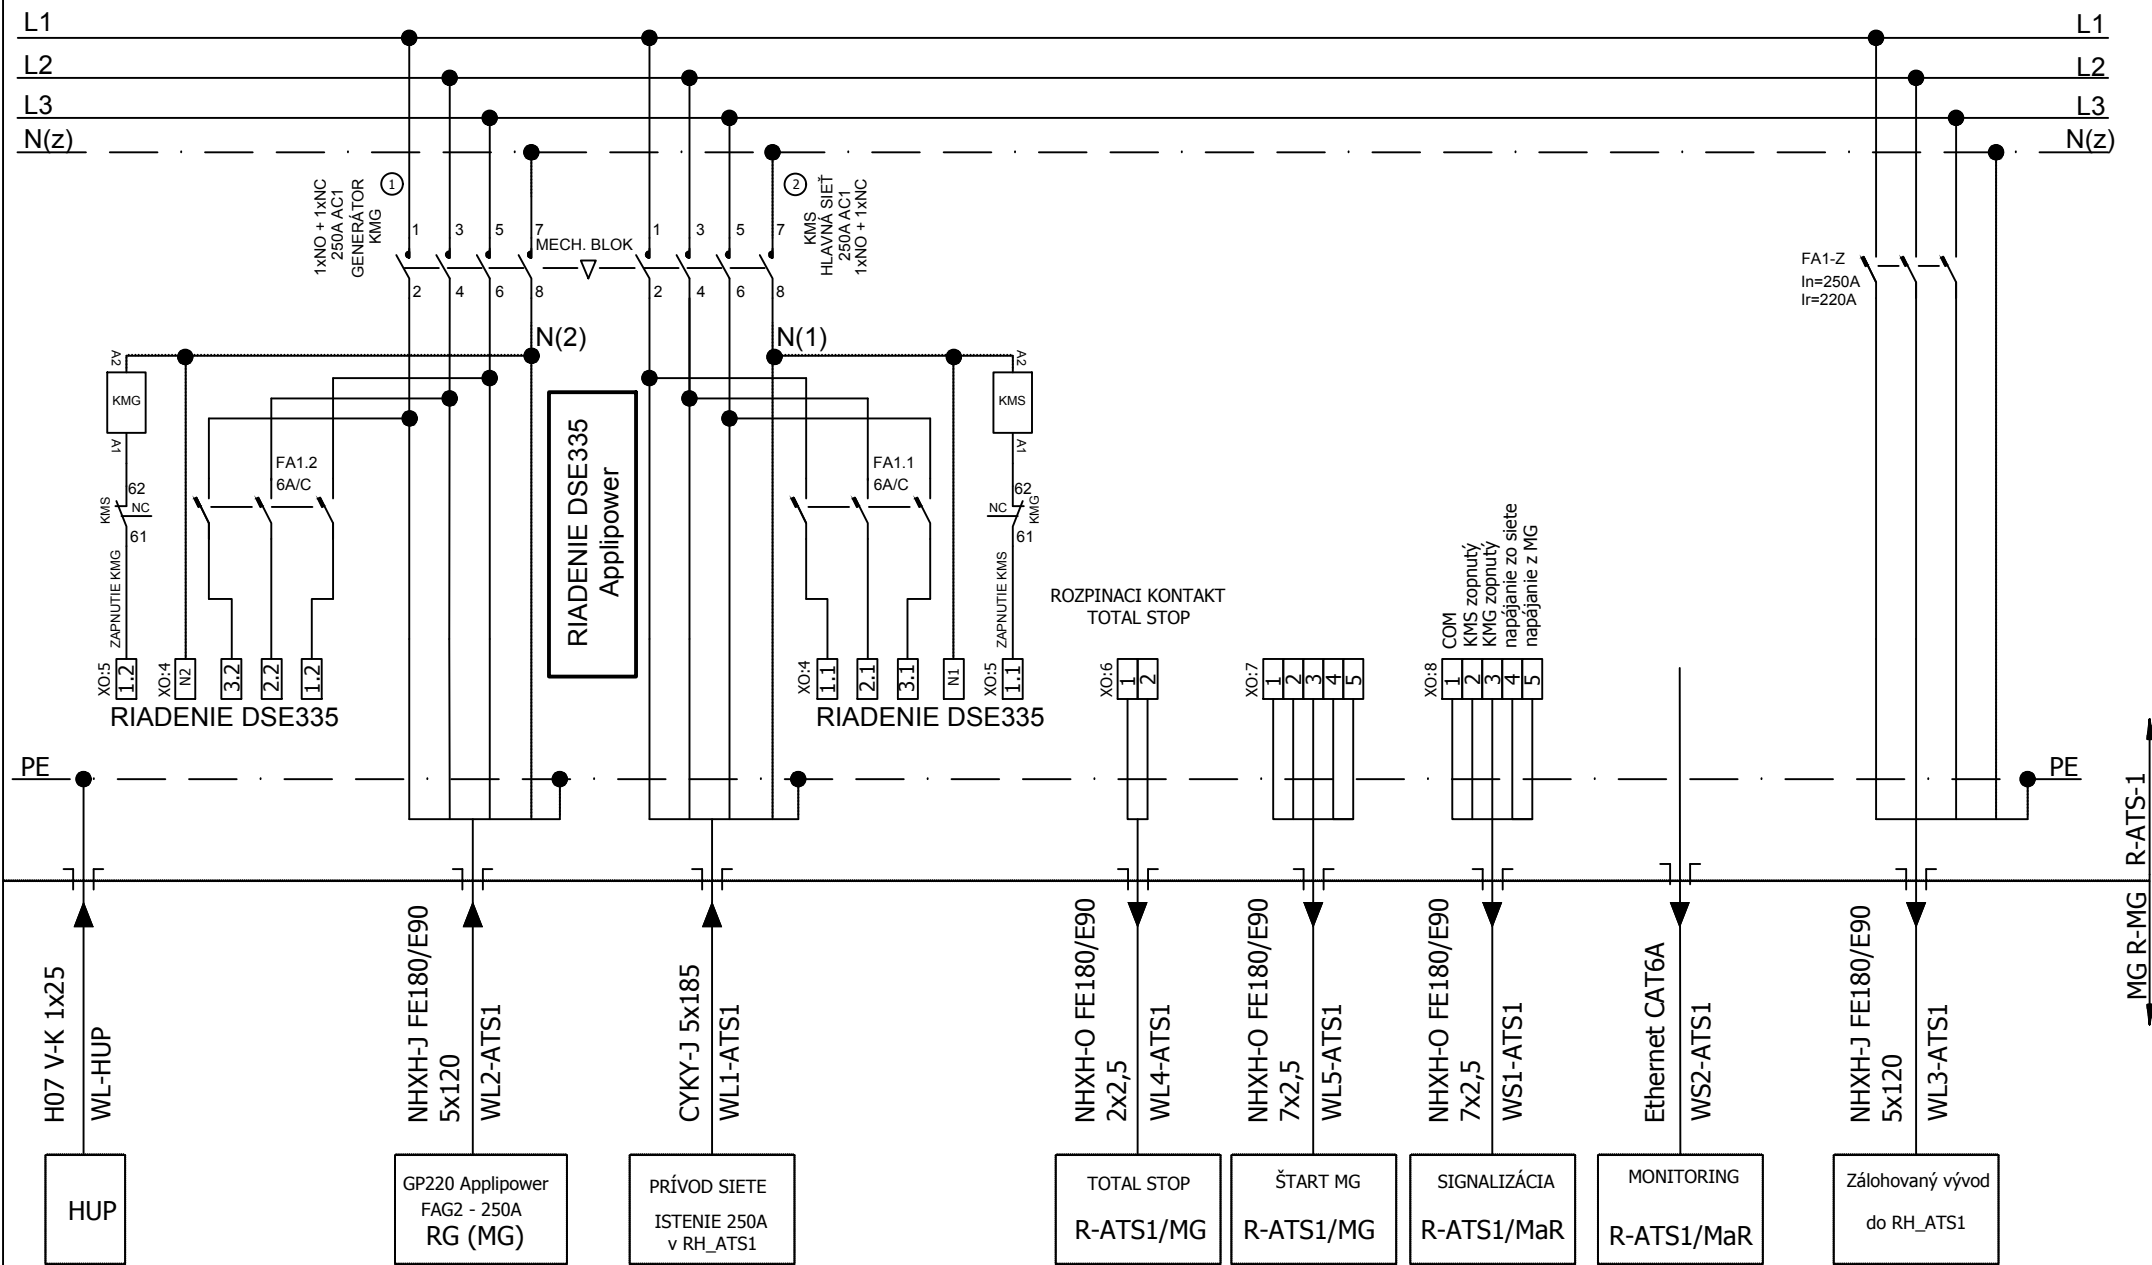 L1
L1
L2
L2
L3
L3
N(z)
N(z)
1xNO + 1xNC
250A AC1
GENERÁTOR
KMG
1
2
KMS
HLAVNÁ SIEŤ
250A AC1
1xNO + 1xNC
1
3
5
7
MECH. BLOK
1
3
5
7
2
4
6
8
2
4
6
8
FA1-Z
In=250A
Ir=220A
N(2)
N(1)
A2
KMG
A1
A2
KMS
A1
FA1.2
6A/C
FA1.1
6A/C
KMS
62
NC
61
ZAPNUTIE KMG
62
NC
KMG
61
ZAPNUTIE KMS
RIADENIE DSE335
Applipower
ROZPINACI KONTAKT
TOTAL STOP
COM
KMS zopnutý
KMG zopnutý
napájanie zo siete
napájanie z MG
XO:5
1.2
XO:4
N2
3.2
2.2
1.2
RIADENIE DSE335
XO:4
1.1
2.1
3.1
N1
XO:5
1.1
RIADENIE DSE335
XO:6
1
2
XO:7
1
2
3
4
5
XO:8
1
2
3
4
5
PE
PE
R-ATS-1
MG R-MG
H07 V-K 1x25
WL-HUP
NHXH-J FE180/E90
5x120
WL2-ATS1
CYKY-J 5x185
WL1-ATS1
NHXH-O FE180/E90
2x2,5
WL4-ATS1
NHXH-O FE180/E90
7x2,5
WL5-ATS1
NHXH-O FE180/E90
7x2,5
WS1-ATS1
Ethernet CAT6A
WS2-ATS1
NHXH-J FE180/E90
5x120
WL3-ATS1
HUP
GP220 Applipower
FAG2 - 250A
RG (MG)
PRÍVOD SIETE
ISTENIE 250A
v RH_ATS1
TOTAL STOP
R-ATS1/MG
ŠTART MG
R-ATS1/MG
SIGNALIZÁCIA
R-ATS1/MaR
MONITORING
R-ATS1/MaR
Zálohovaný vývod
do RH_ATS1